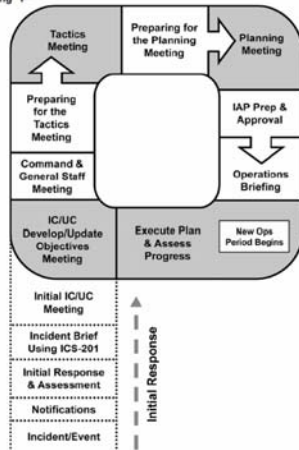 Tactics
Meeting
Preparing for
the Planning
Meeting
Planning
Meeting
Preparing
for the
Tactics
Meeting
IAP Prep &
Approval
Command &
General Staff
Meeting
Operations
Briefing
IC/UC
Develop/Update
Objectives
Meeting
Execute Plan
& Assess
Progress
New Ops
Period Begins
Initial IC/UC
Meeting
Incident Brief
Using ICS-201
Initial Response
& Assessment
Notifications
Incident/Event
Initial Response